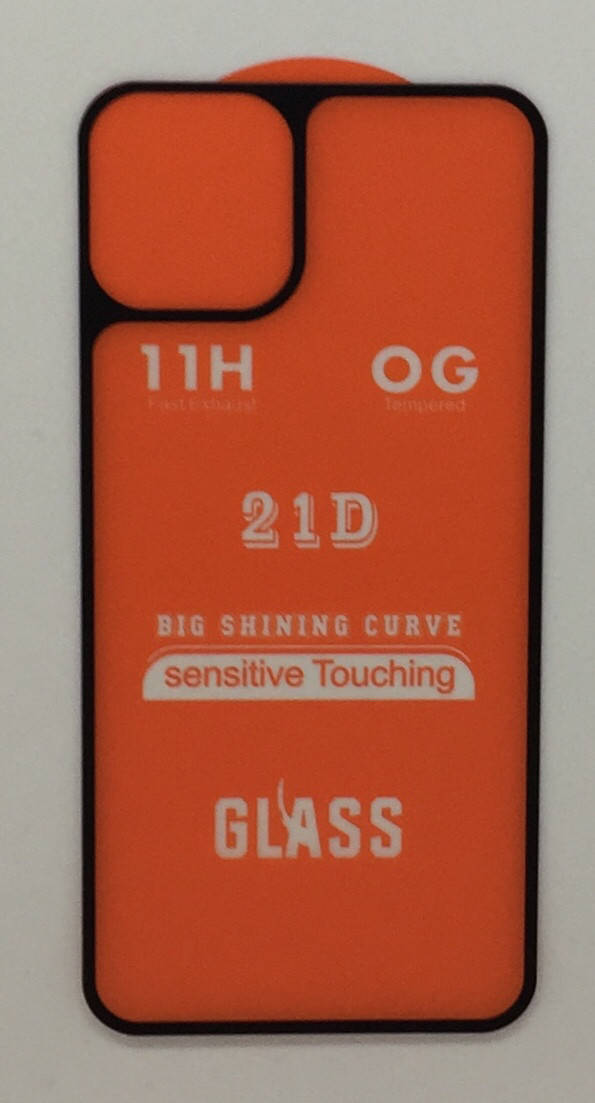 11H OG
Fast Exhaust Tempered
21D
BIG SHINING CURVE
sensitive Touching
GLASS